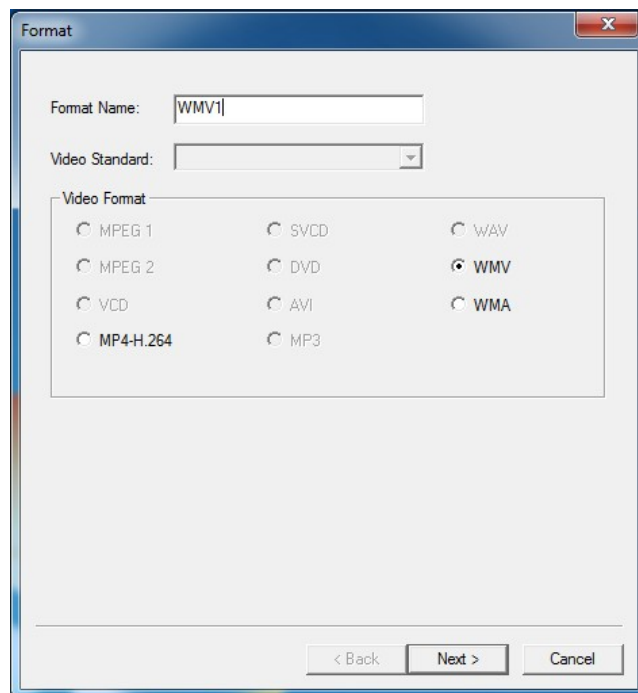 Format
Format Name: WMV1
Video Standard:
Video Format
MPEG 1 SVCD WAV
MPEG 2 DVD WMV
VCD AVI WMA
MP4-H.264 MP3
< Back Next > Cancel